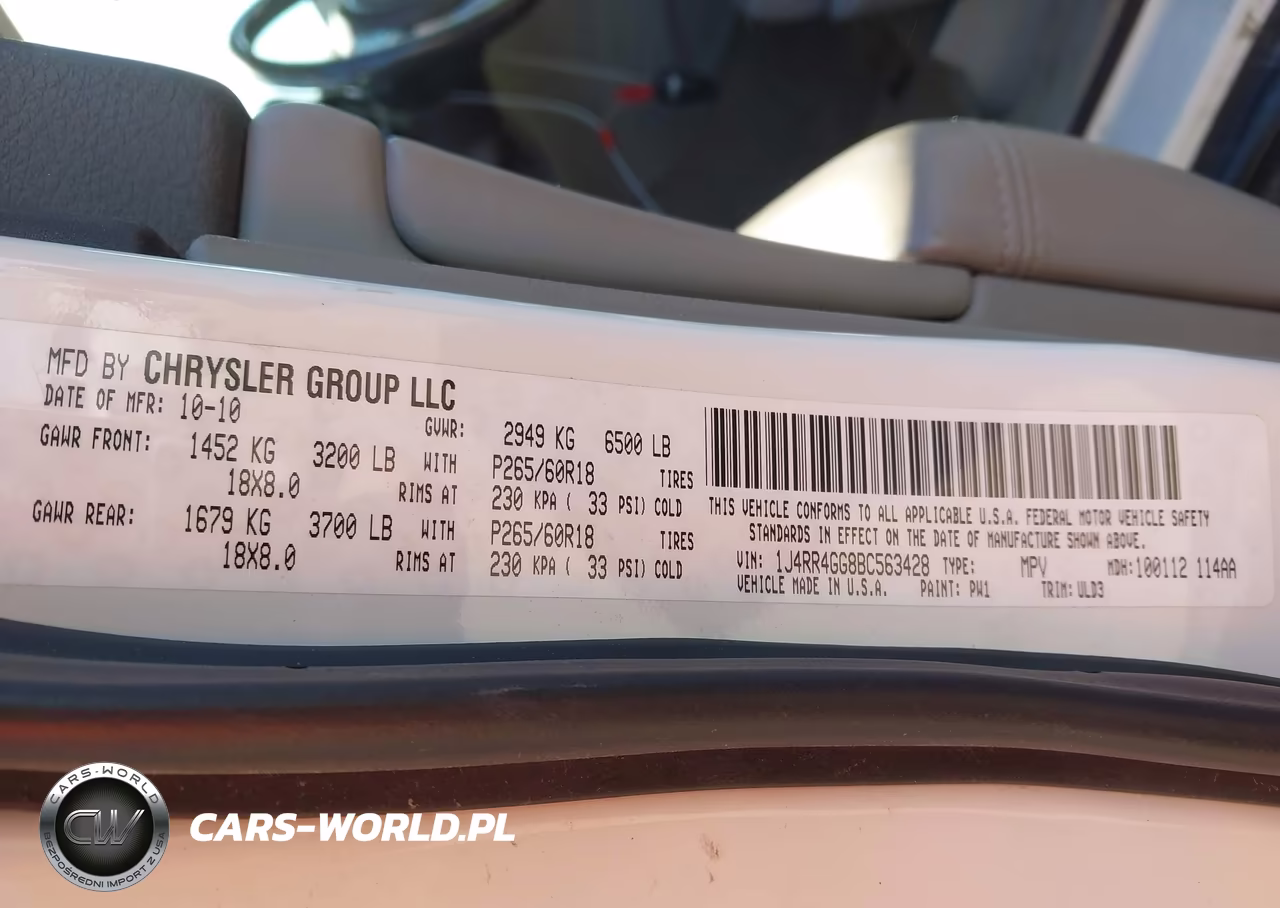 MFD BY CHRYSLER GROUP LLC
DATE OF MFR: 10-10 GVWR: 2949 KG 6500 LB
GAWR FRONT: 1452 KG 3200 LB WITH P265/60R18 TIRES
18X8.0 RIMS AT 230 KPA ( 33 PSI) COLD
GAWR REAR: 1679 KG 3700 LB WITH P265/60R18 TIRES
18X8.0 RIMS AT 230 KPA ( 33 PSI) COLD
THIS VEHICLE CONFORMS TO ALL APPLICABLE U.S.A. FEDERAL MOTOR VEHICLE SAFETY
STANDARDS IN EFFECT ON THE DATE OF MANUFACTURE SHOWN ABOVE.
VIN: 1J4RR4GG8BC563428 TYPE: MPV MDH: 100112 114AA
VEHICLE MADE IN U.S.A. PAINT: PW1 TRIM: ULD3
CARS-WORLD
CW
BEZPOŚREDNI IMPORT Z USA
CARS-WORLD.PL